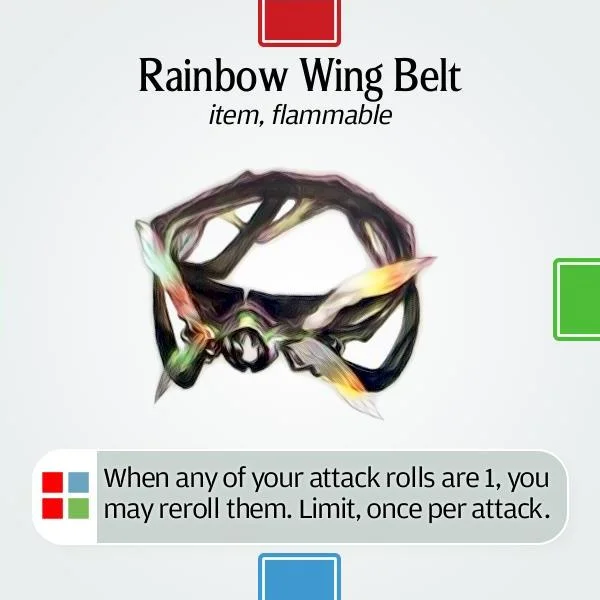 Rainbow Wing Belt
item, flammable
When any of your attack rolls are 1, you
may reroll them. Limit, once per attack.